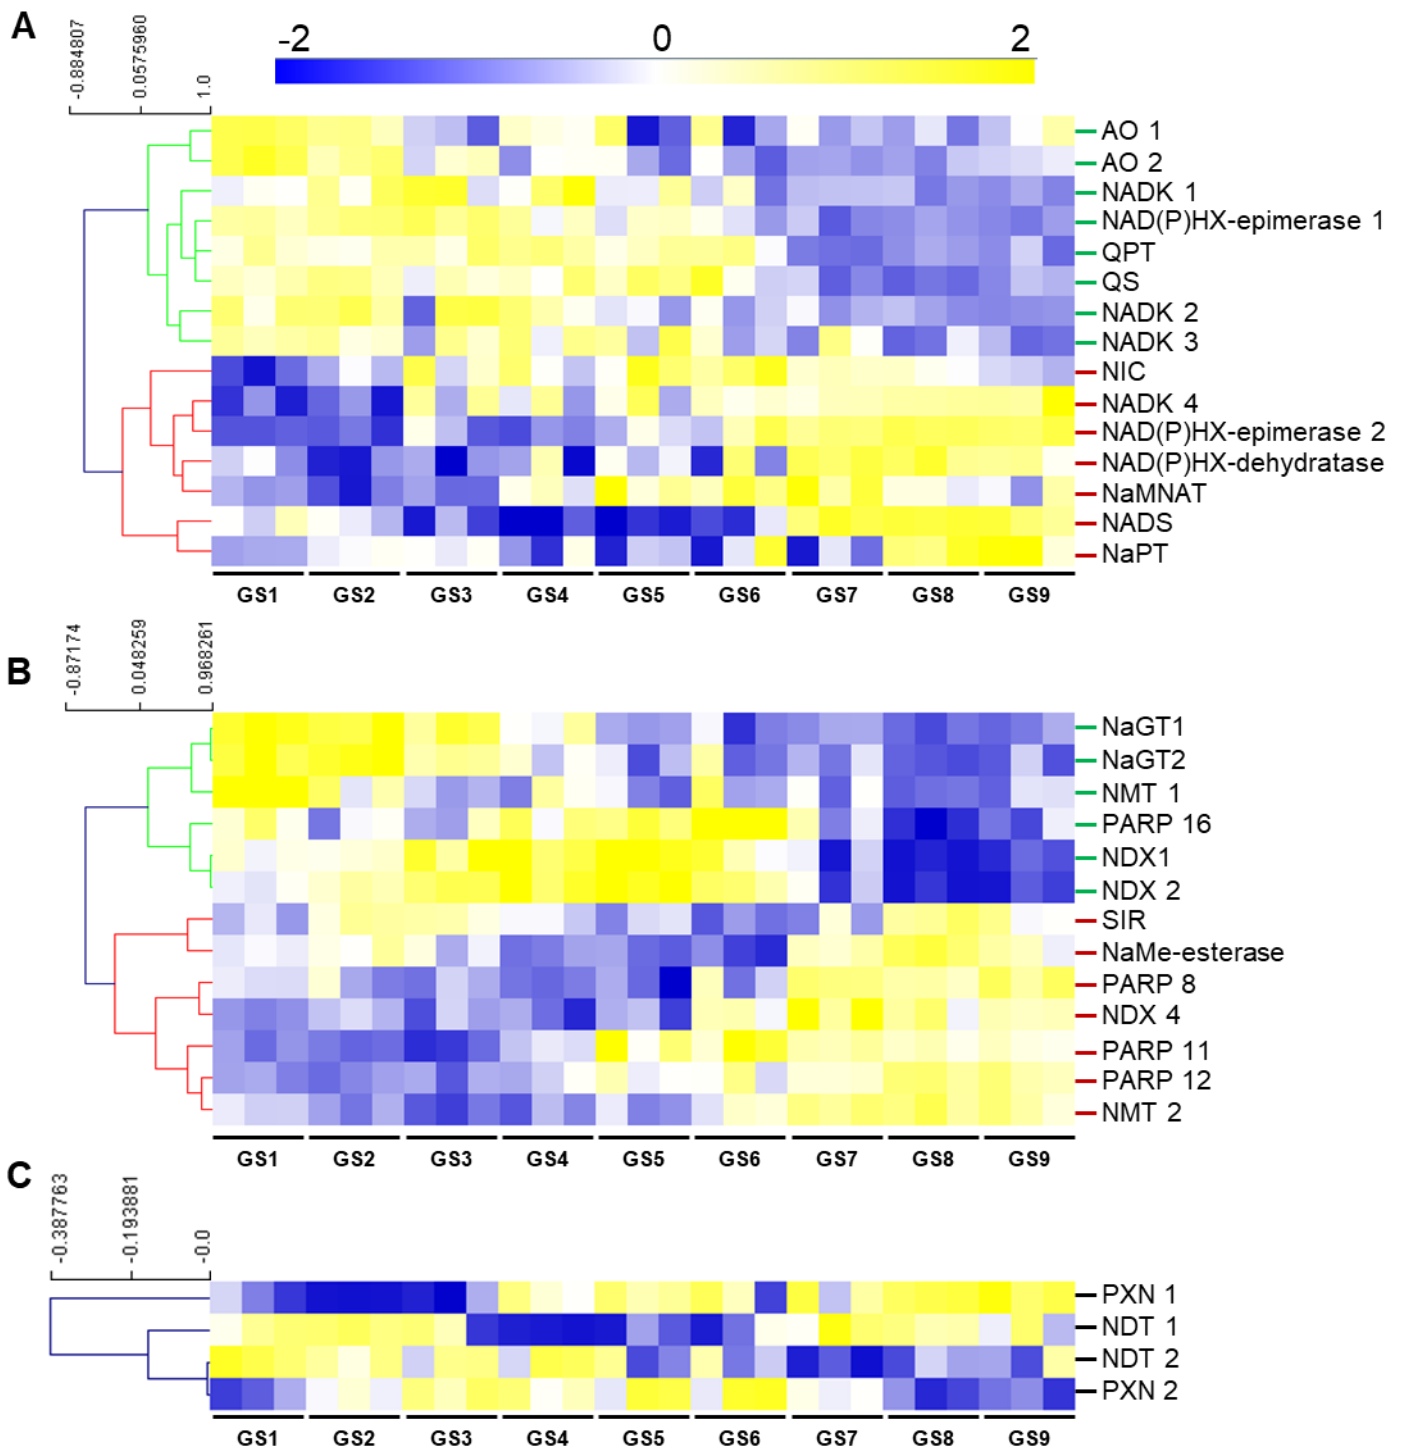 A
-0.884807
0.0575960
1.0
-2 0 2
AO 1
AO 2
NADK 1
NAD(P)HX-epimerase 1
QPT
QS
NADK 2
NADK 3
NIC
NADK 4
NAD(P)HX-epimerase 2
NAD(P)HX-dehydratase
NaMNAT
NADS
NaPT
GS1 GS2 GS3 GS4 GS5 GS6 GS7 GS8 GS9
B
-0.87174
0.048259
0.968261
NaGT1
NaGT2
NMT 1
PARP 16
NDX1
NDX 2
SIR
NaMe-esterase
PARP 8
NDX 4
PARP 11
PARP 12
NMT 2
GS1 GS2 GS3 GS4 GS5 GS6 GS7 GS8 GS9
C
-0.387763
-0.193881
-0.0
PXN 1
NDT 1
NDT 2
PXN 2
GS1 GS2 GS3 GS4 GS5 GS6 GS7 GS8 GS9